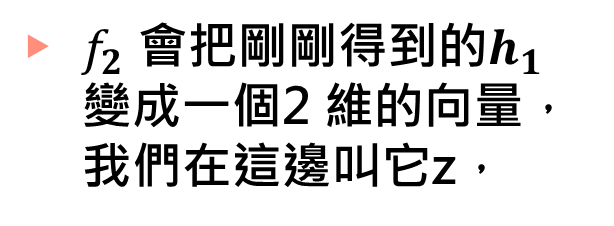 f₂ 會把剛剛得到的h₁
變成一個2 維的向量，
我們在這邊叫它z，